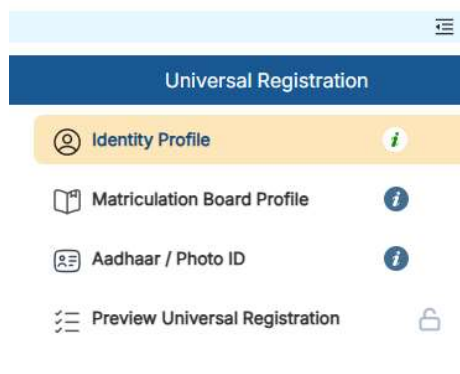 Universal Registration
Identity Profile i
Matriculation Board Profile i
Aadhaar / Photo ID i
Preview Universal Registration